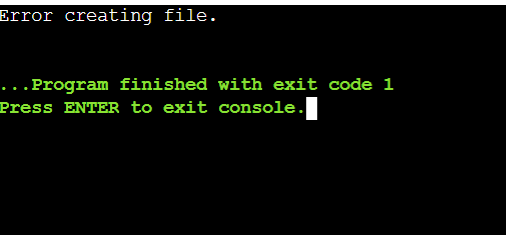 Error creating file.
...Program finished with exit code 1
Press ENTER to exit console.